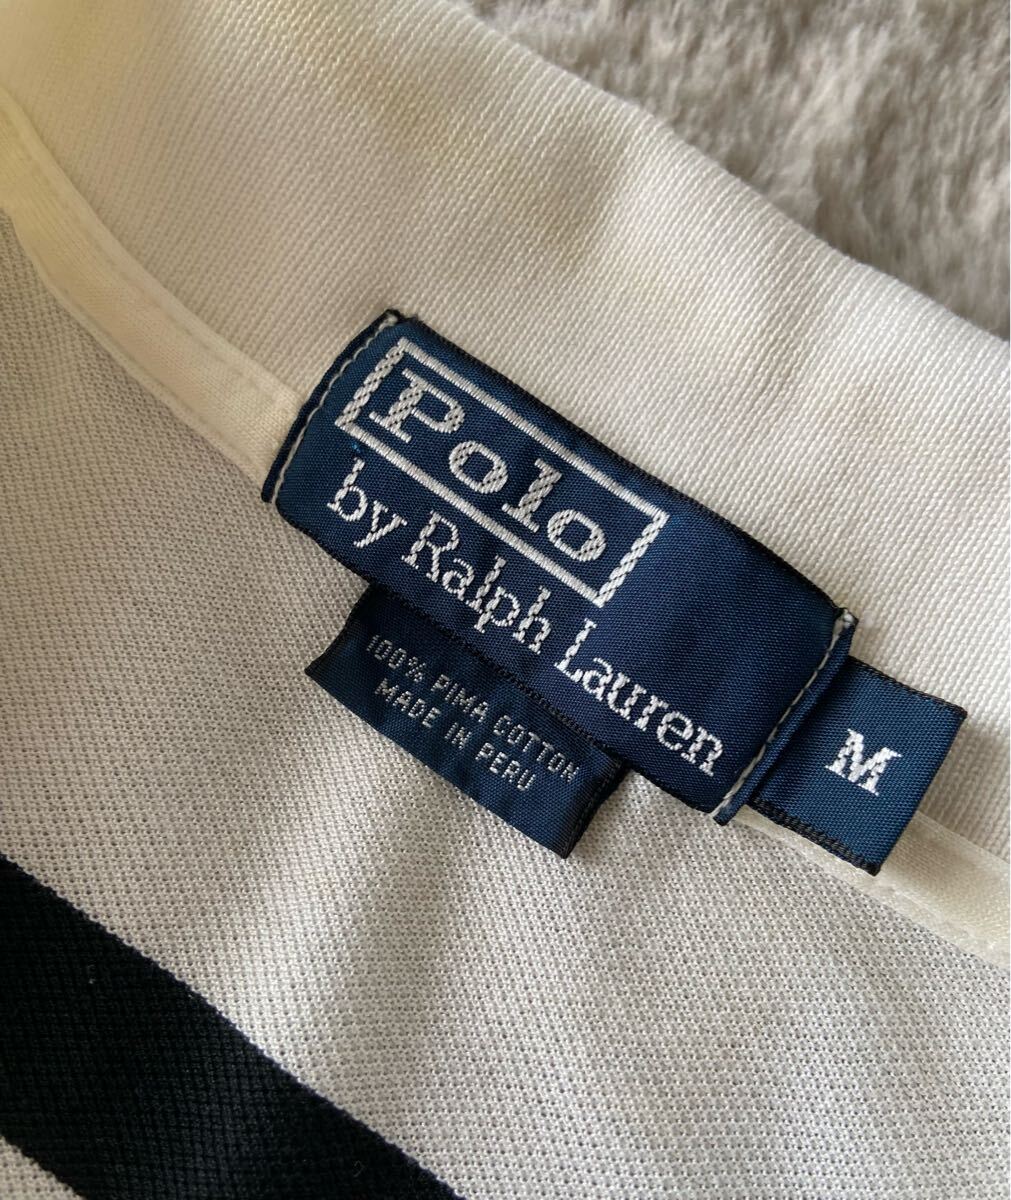 Polo
by Ralph Lauren
M
100% PIMA COTTON
MADE IN PERU